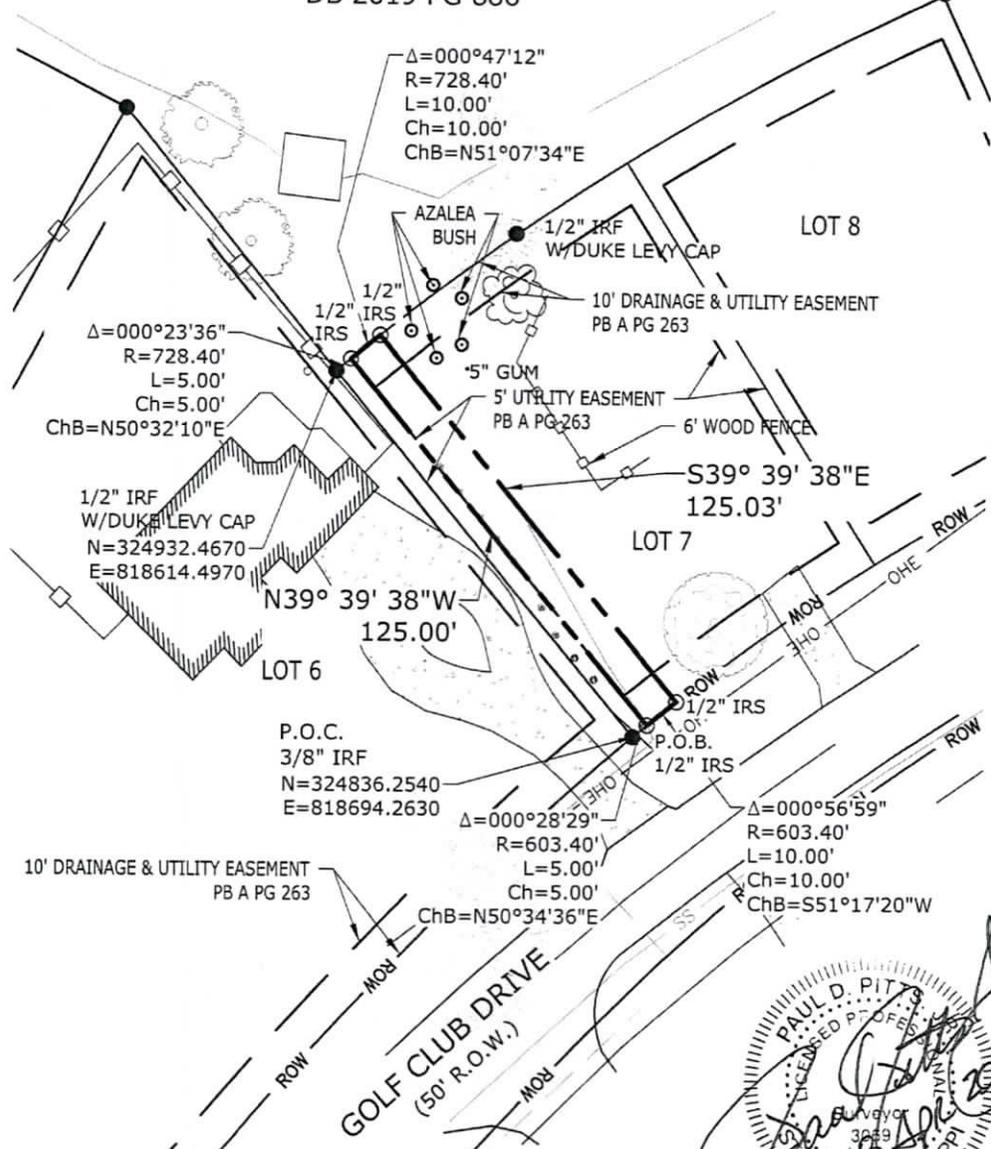 Δ=000°47'12"
R=728.40'
L=10.00'
Ch=10.00'
ChB=N51°07'34"E
AZALEA
BUSH
1/2" IRF
W/DUKE LEVY CAP
LOT 8
10' DRAINAGE & UTILITY EASEMENT
PB A PG 263
1/2"
IRS
1/2"
IRS
Δ=000°23'36"
R=728.40'
L=5.00'
Ch=5.00'
ChB=N50°32'10"E
5" GUM
5' UTILITY EASEMENT
PB A PG 263
6' WOOD FENCE
S39° 39' 38"E
125.03'
LOT 7
1/2" IRF
W/DUKE LEVY CAP
N=324932.4670
E=818614.4970
N39° 39' 38"W
125.00'
LOT 6
ROW
OHE
ROW
OHE
ROW
1/2" IRS
P.O.B.
1/2" IRS
ROW
P.O.C.
3/8" IRF
N=324836.2540
E=818694.2630
OHE
Δ=000°28'29"
R=603.40'
L=5.00'
Ch=5.00'
ChB=N50°34'36"E
Δ=000°56'59"
R=603.40'
L=10.00'
Ch=10.00'
ChB=S51°17'20"W
10' DRAINAGE & UTILITY EASEMENT
PB A PG 263
SS
ROW
ROW
ROW
GOLF CLUB DRIVE
(50' R.O.W.)
PAUL D. PITTS
LICENSED PROFESSIONAL
Surveyor
3059
APR